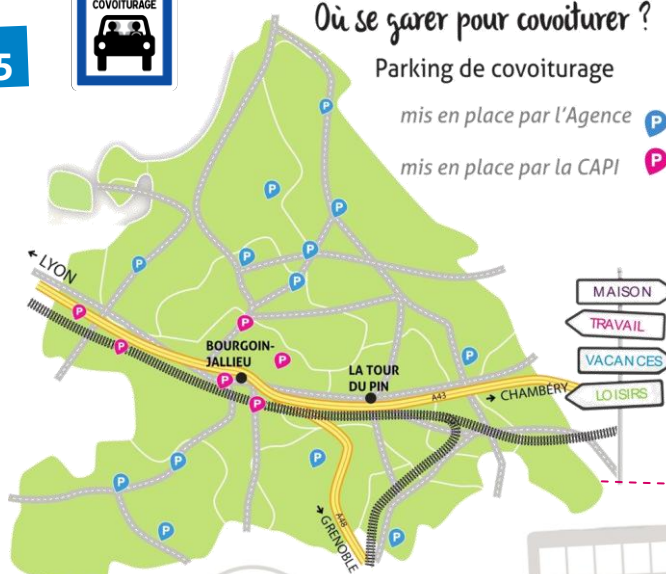 COVOITURAGE
5
Où se garer pour covoiturer ?
Parking de covoiturage
mis en place par l'Agence P
mis en place par la CAPI P
P
P
P
P
P
P
P
← LYON
P
P
P
P
BOURGOIN-
JALLIEU
P
P
P
LA TOUR
DU PIN
P
A43
→ CHAMBÉRY
MAISON
TRAVAIL
VACANCES
LOISIRS
P
P
P
P
P
A48
→ GRENOBLE